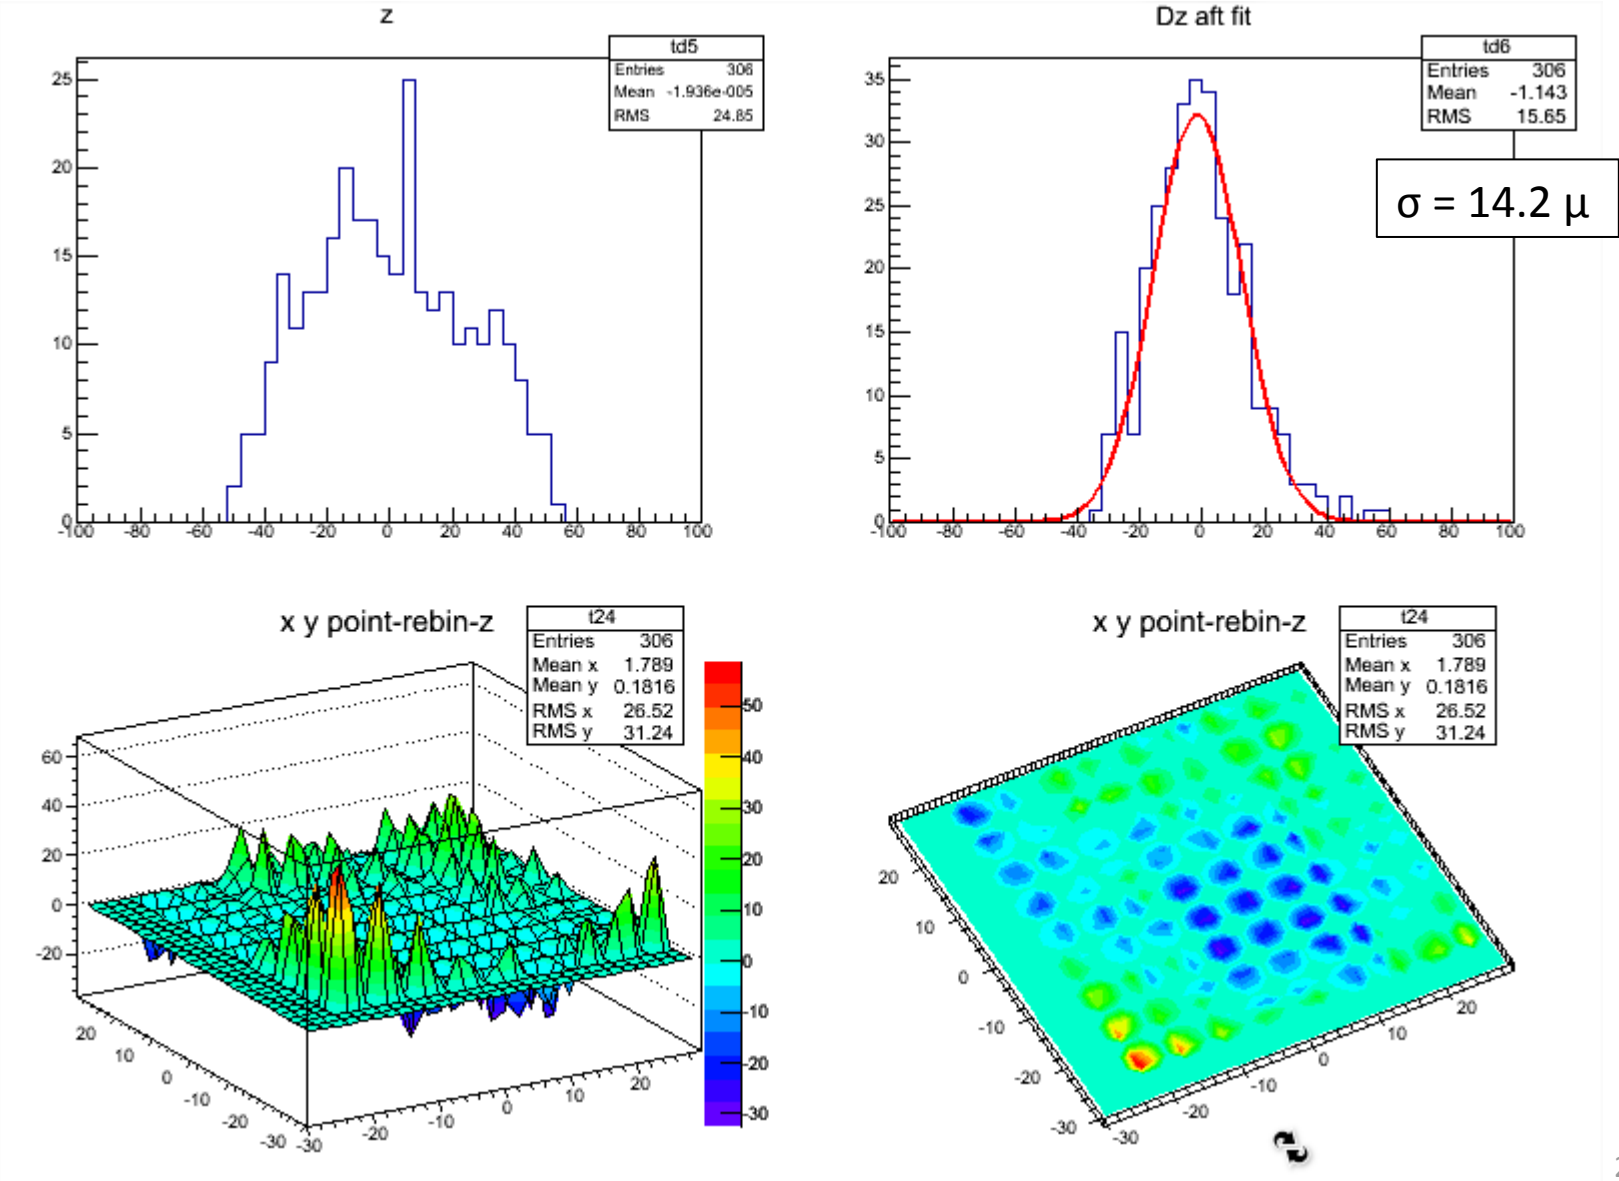 z
td5
Entries 306
Mean -1.936e-005
RMS 24.85
25
20
15
10
5
0
-100 -80 -60 -40 -20 0 20 40 60 80 100
Dz aft fit
td6
Entries 306
Mean -1.143
RMS 15.65
σ = 14.2 μ
35
30
25
20
15
10
5
0
-100 -80 -60 -40 -20 0 20 40 60 80 100
x y point-rebin-z
t24
Entries 306
Mean x 1.789
Mean y 0.1816
RMS x 26.52
RMS y 31.24
60
40
20
0
-20
20
10
0
-10
-20
-30
-30 -20 -10 0 10 20
50
40
30
20
10
0
-10
-20
-30
x y point-rebin-z
t24
Entries 306
Mean x 1.789
Mean y 0.1816
RMS x 26.52
RMS y 31.24
20
10
0
-10
-20
-30
-30 -20 -10 0 10 20